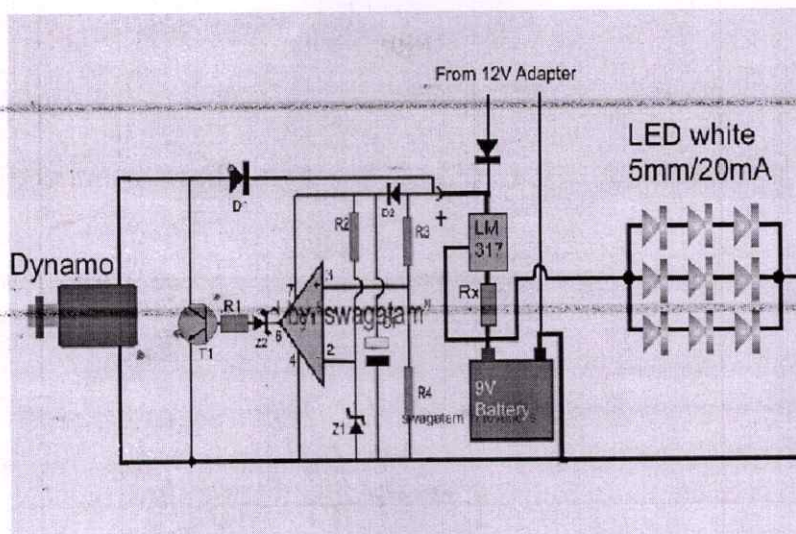 From 12V Adapter
LED white
5mm/20mA
D1
D2
+
R2
R3
LM
317
Dynamo
7
3
+
Rx
R1
by "swagatam"
Z2
6
T1
4
2
R4
9V
Battery
swagatam
Z1